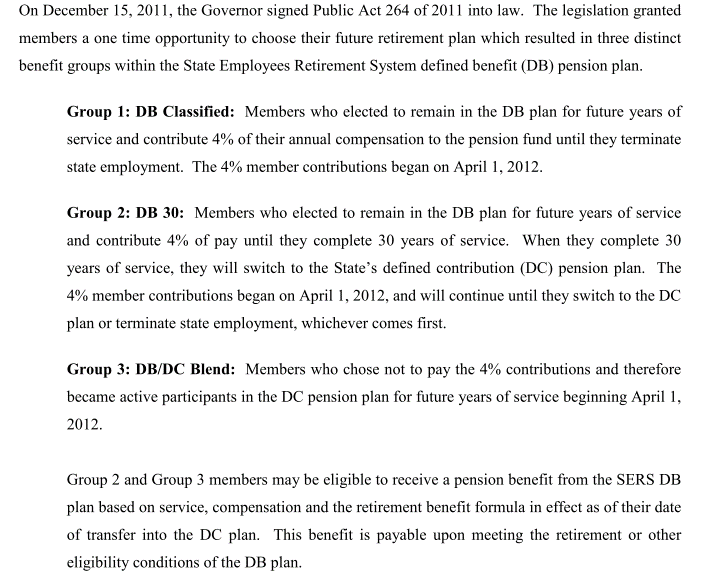 On December 15, 2011, the Governor signed Public Act 264 of 2011 into law. The legislation granted
members a one time opportunity to choose their future retirement plan which resulted in three distinct
benefit groups within the State Employees Retirement System defined benefit (DB) pension plan.
Group 1: DB Classified: Members who elected to remain in the DB plan for future years of
service and contribute 4% of their annual compensation to the pension fund until they terminate
state employment. The 4% member contributions began on April 1, 2012.
Group 2: DB 30: Members who elected to remain in the DB plan for future years of service
and contribute 4% of pay until they complete 30 years of service. When they complete 30
years of service, they will switch to the State's defined contribution (DC) pension plan. The
4% member contributions began on April 1, 2012, and will continue until they switch to the DC
plan or terminate state employment, whichever comes first.
Group 3: DB/DC Blend: Members who chose not to pay the 4% contributions and therefore
became active participants in the DC pension plan for future years of service beginning April 1,
2012.
Group 2 and Group 3 members may be eligible to receive a pension benefit from the SERS DB
plan based on service, compensation and the retirement benefit formula in effect as of their date
of transfer into the DC plan. This benefit is payable upon meeting the retirement or other
eligibility conditions of the DB plan.